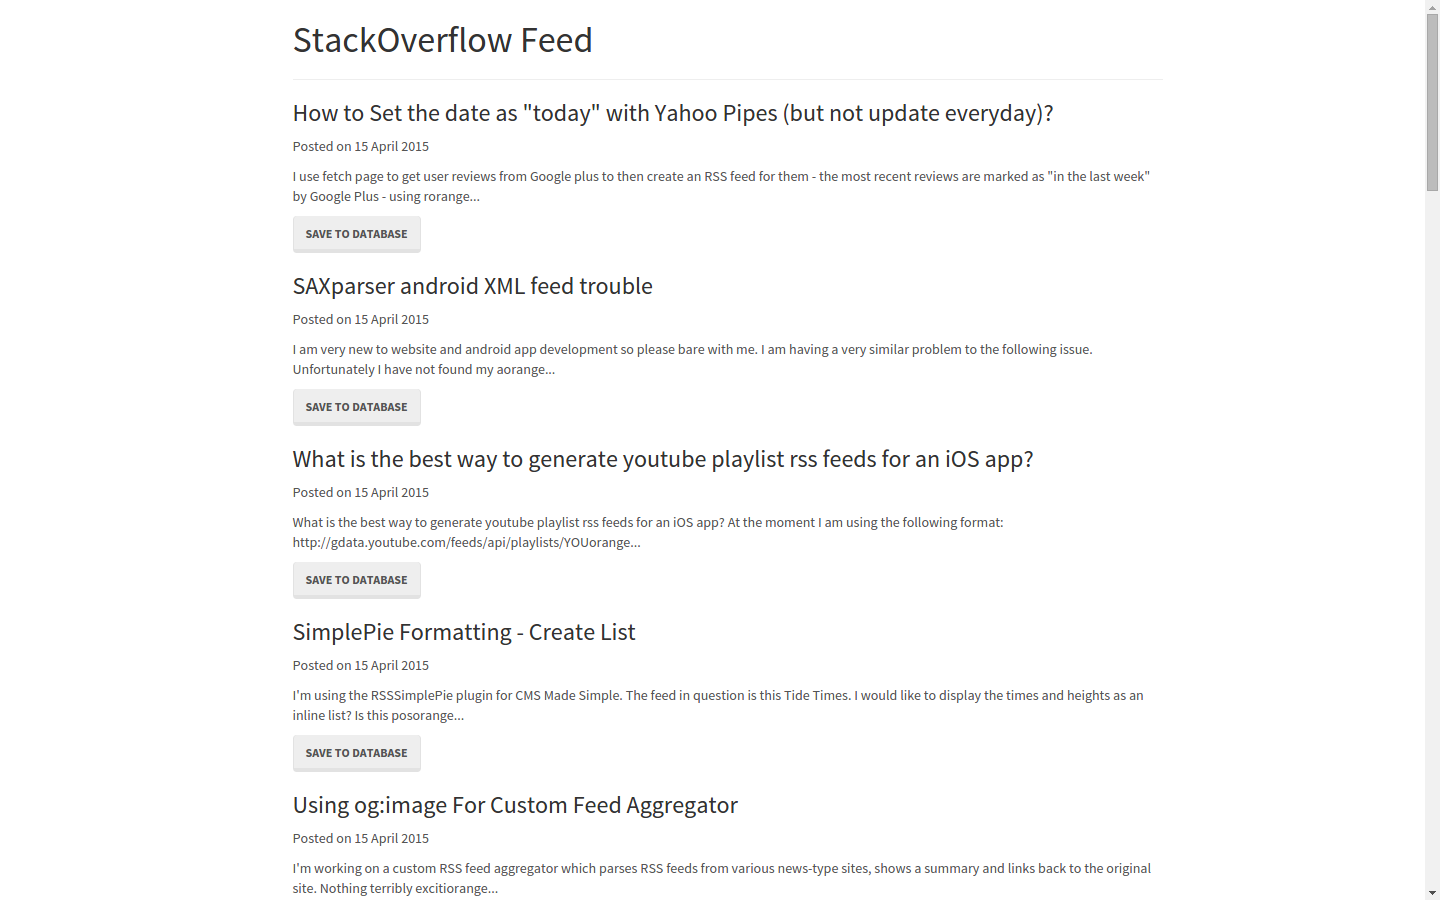 StackOverflow Feed
How to Set the date as "today" with Yahoo Pipes (but not update everyday)?
Posted on 15 April 2015
I use fetch page to get user reviews from Google plus to then create an RSS feed for them - the most recent reviews are marked as "in the last week"
by Google Plus - using rorange...
SAVE TO DATABASE
SAXparser android XML feed trouble
Posted on 15 April 2015
I am very new to website and android app development so please bare with me. I am having a very similar problem to the following issue.
Unfortunately I have not found my aorange...
SAVE TO DATABASE
What is the best way to generate youtube playlist rss feeds for an iOS app?
Posted on 15 April 2015
What is the best way to generate youtube playlist rss feeds for an iOS app? At the moment I am using the following format:
http://gdata.youtube.com/feeds/api/playlists/YOUorange...
SAVE TO DATABASE
SimplePie Formatting - Create List
Posted on 15 April 2015
I'm using the RSSSimplePie plugin for CMS Made Simple. The feed in question is this Tide Times. I would like to display the times and heights as an
inline list? Is this posorange...
SAVE TO DATABASE
Using og:image For Custom Feed Aggregator
Posted on 15 April 2015
I'm working on a custom RSS feed aggregator which parses RSS feeds from various news-type sites, shows a summary and links back to the original
site. Nothing terribly excitiorange...